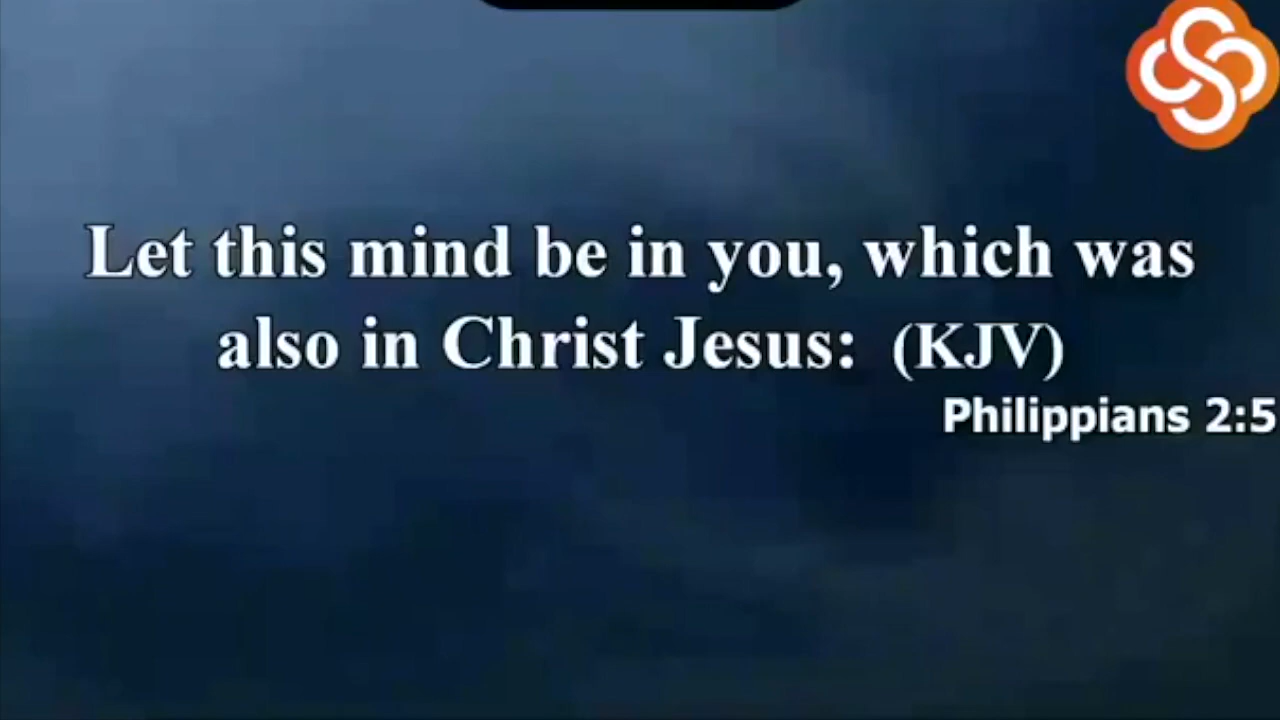 Let this mind be in you, which was
also in Christ Jesus: (KJV)
Philippians 2:5